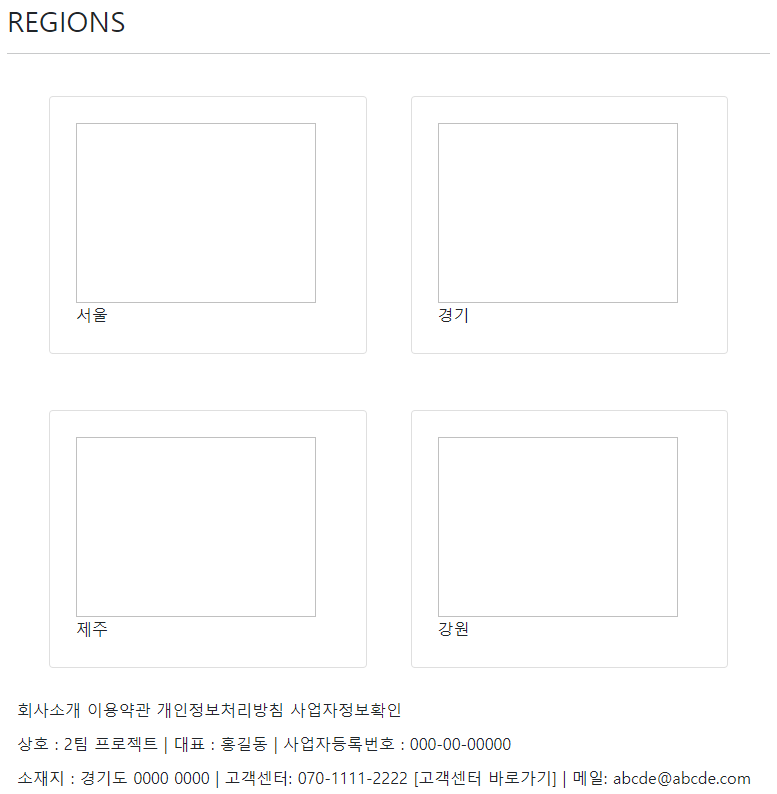 REGIONS
서울
경기
제주
강원
회사소개 이용약관 개인정보처리방침 사업자정보확인
상호 : 2팀 프로젝트 | 대표 : 홍길동 | 사업자등록번호 : 000-00-00000
소재지 : 경기도 0000 0000 | 고객센터: 070-1111-2222 [고객센터 바로가기] | 메일: abcde@abcde.com